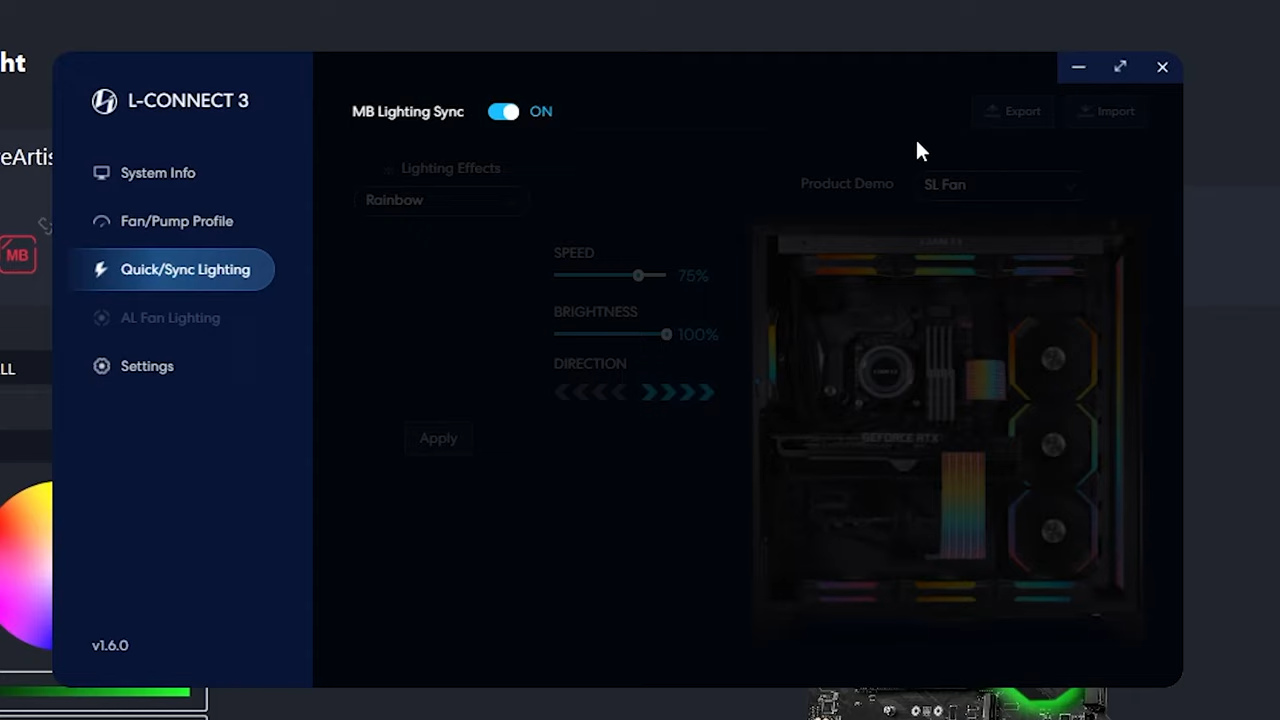 ht
L-CONNECT 3
MB Lighting Sync ON
Export Import
eArtis
System Info
Lighting Effects
Product Demo SL Fan
Rainbow
Fan/Pump Profile
MB
SPEED
Quick/Sync Lighting
75%
BRIGHTNESS
AL Fan Lighting
100%
DIRECTION
LL
Settings
GEFORCE RTX
Apply
v1.6.0